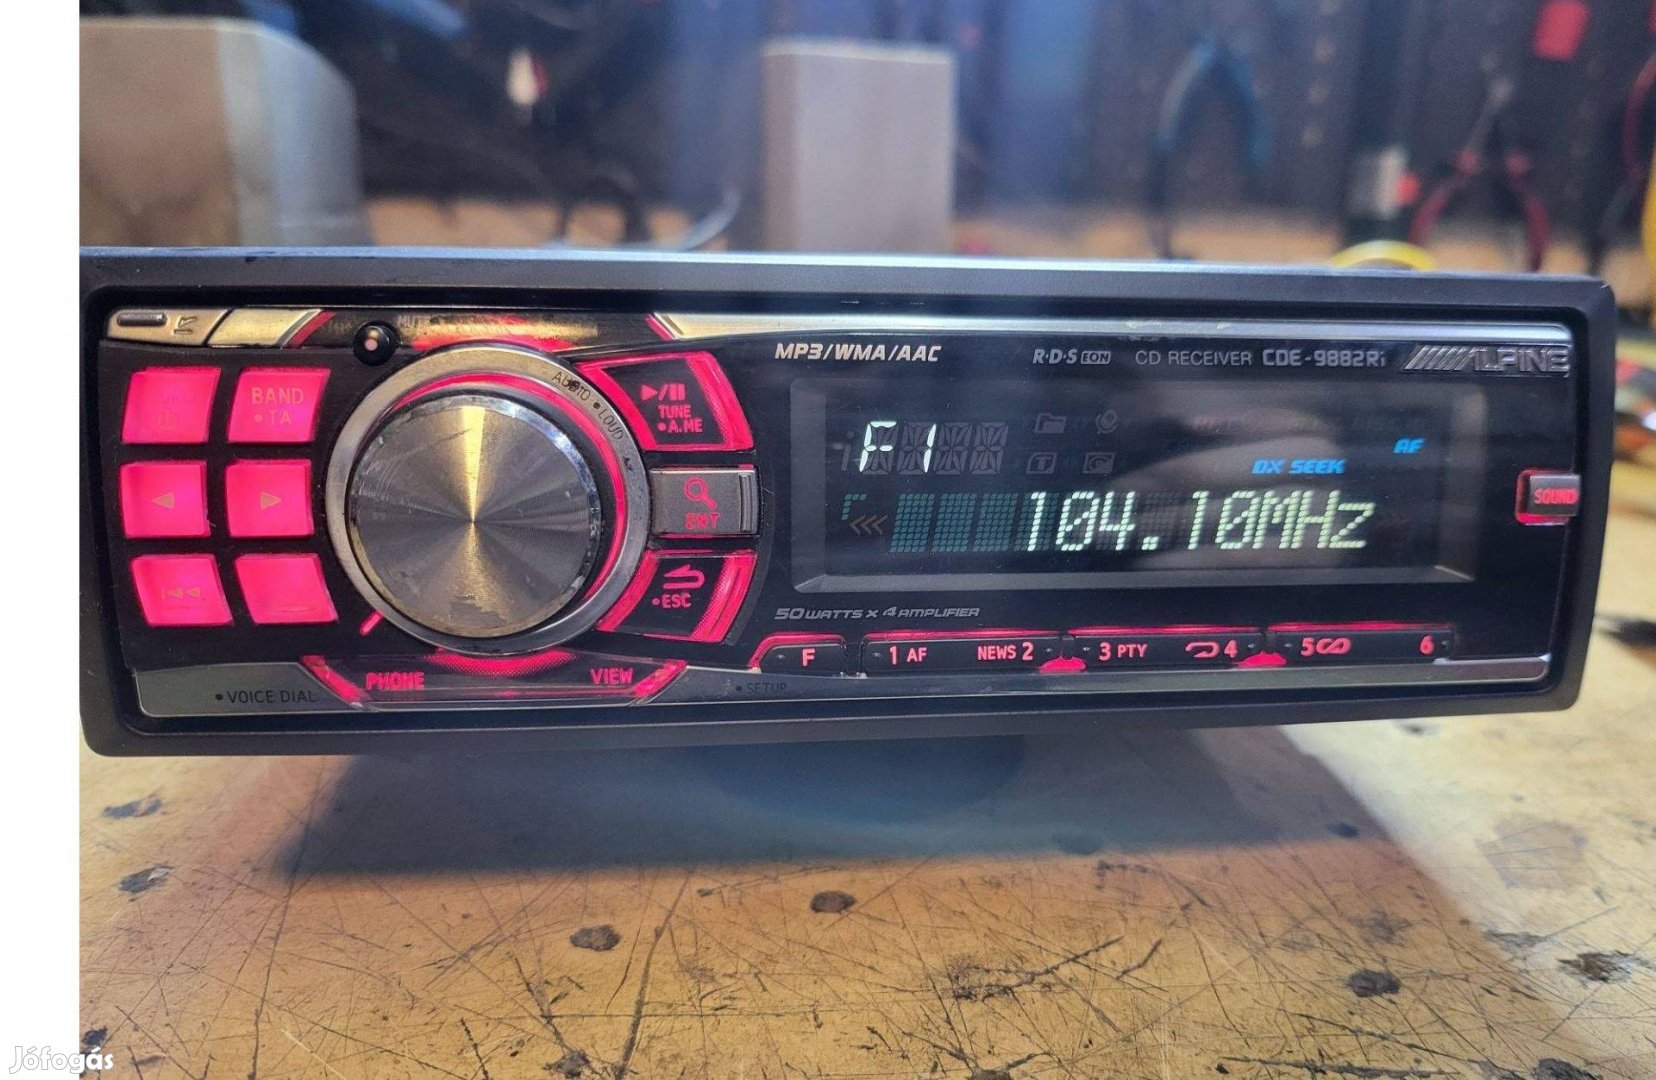 MP3/WMA/AAC
R·D·S EON CD RECEIVER CDE-9882Ri ALPINE
BAND
• TA
AUDIO • LOUD
TUNE
• A.ME
F1
AF
DX SEEK
104.10MHz
ENT
SOUND
• ESC
50WATTS X 4 AMPLIFIER
F 1 AF NEWS 2 3 PTY 4 5 6
PHONE VIEW
• VOICE DIAL • SETUP
Jófogás